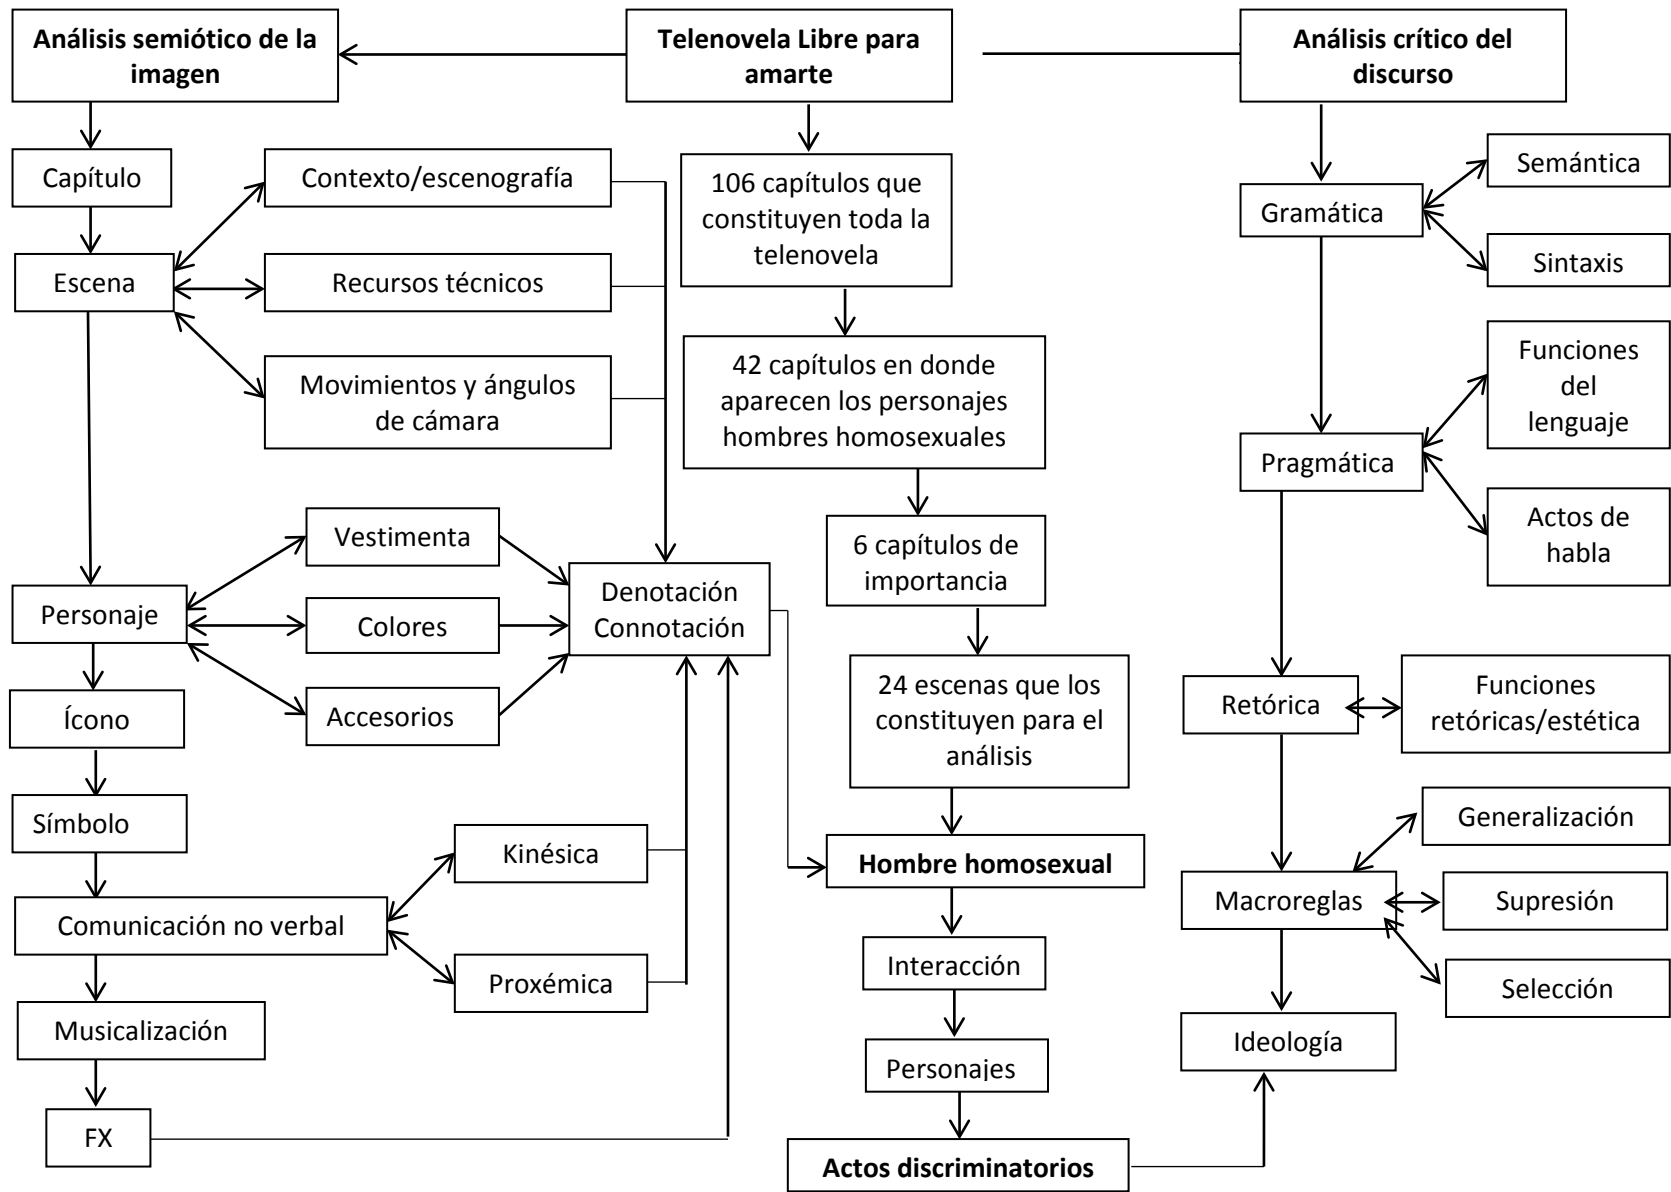 Análisis semiótico de la
imagen
Telenovela Libre para
amarte
Análisis crítico del
discurso
Capítulo
Escena
Contexto/escenografía
Recursos técnicos
Movimientos y ángulos
de cámara
Personaje
Vestimenta
Colores
Accesorios
Denotación
Connotación
Ícono
Símbolo
Comunicación no verbal
Kinésica
Proxémica
Musicalización
FX
106 capítulos que
constituyen toda la
telenovela
42 capítulos en donde
aparecen los personajes
hombres homosexuales
6 capítulos de
importancia
24 escenas que los
constituyen para el
análisis
Hombre homosexual
Interacción
Personajes
Actos discriminatorios
Gramática
Semántica
Sintaxis
Pragmática
Funciones
del
lenguaje
Actos de
habla
Retórica
Funciones
retóricas/estética
Macroreglas
Generalización
Supresión
Selección
Ideología